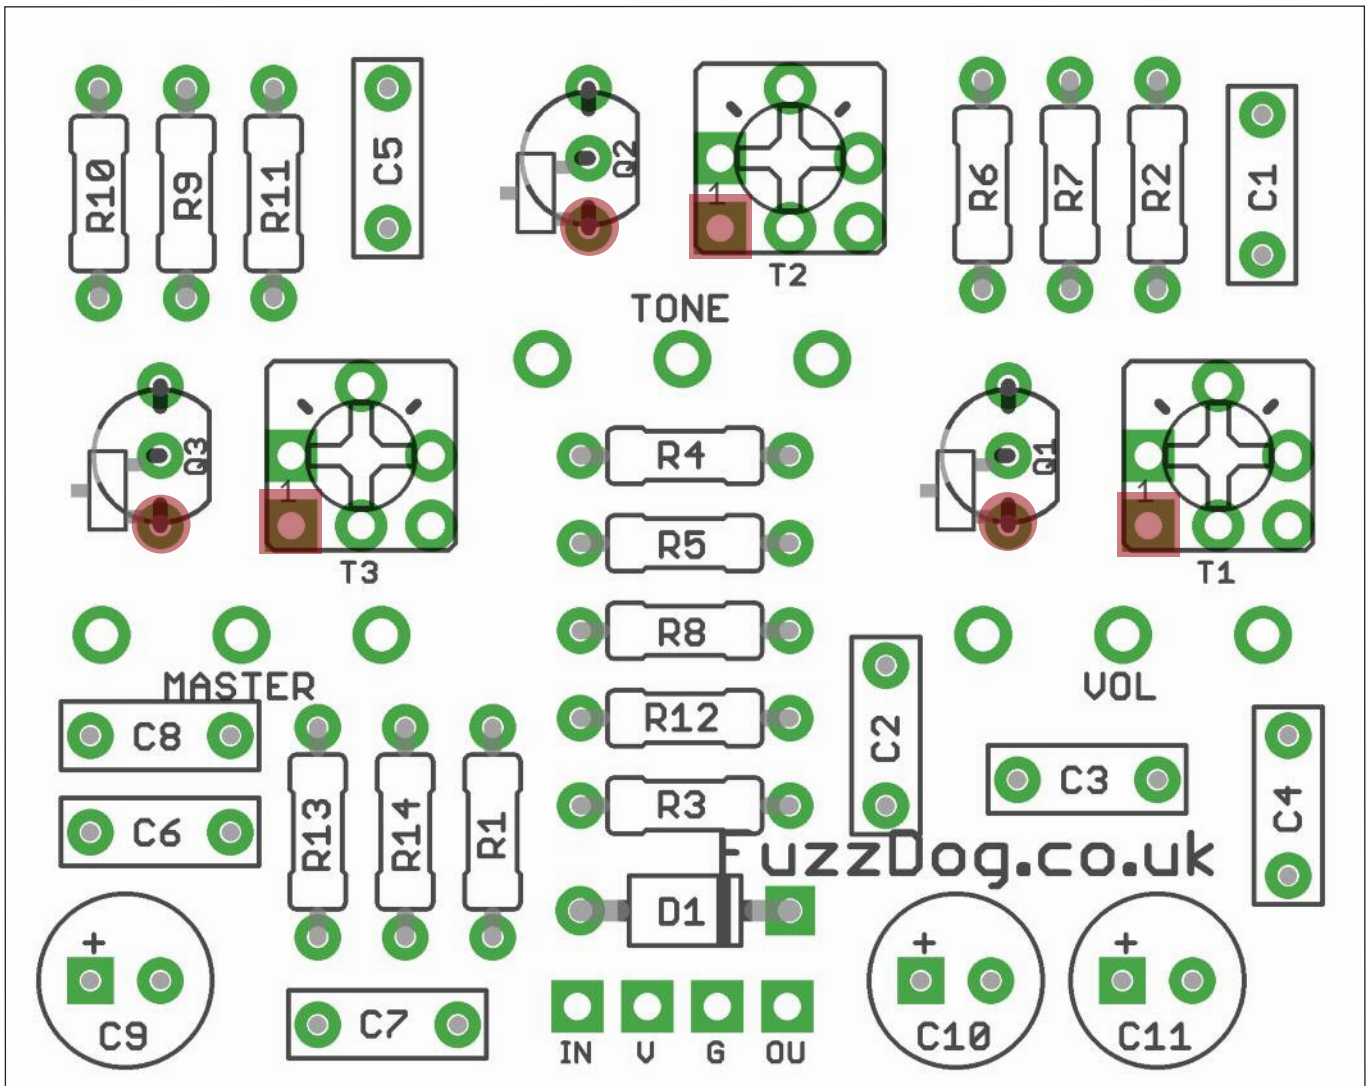 R10
R9
R11
C5
Q2
1
T2
R6
R7
R2
C1
TONE
Q3
1
T3
R4
R5
R8
R12
R3
Q1
1
T1
MASTER
VOL
C8
C6
R13
R14
R1
C2
C3
C4
FuzzDog.co.uk
D1
+
C9
C7
IN
V
G
OU
+
C10
+
C11